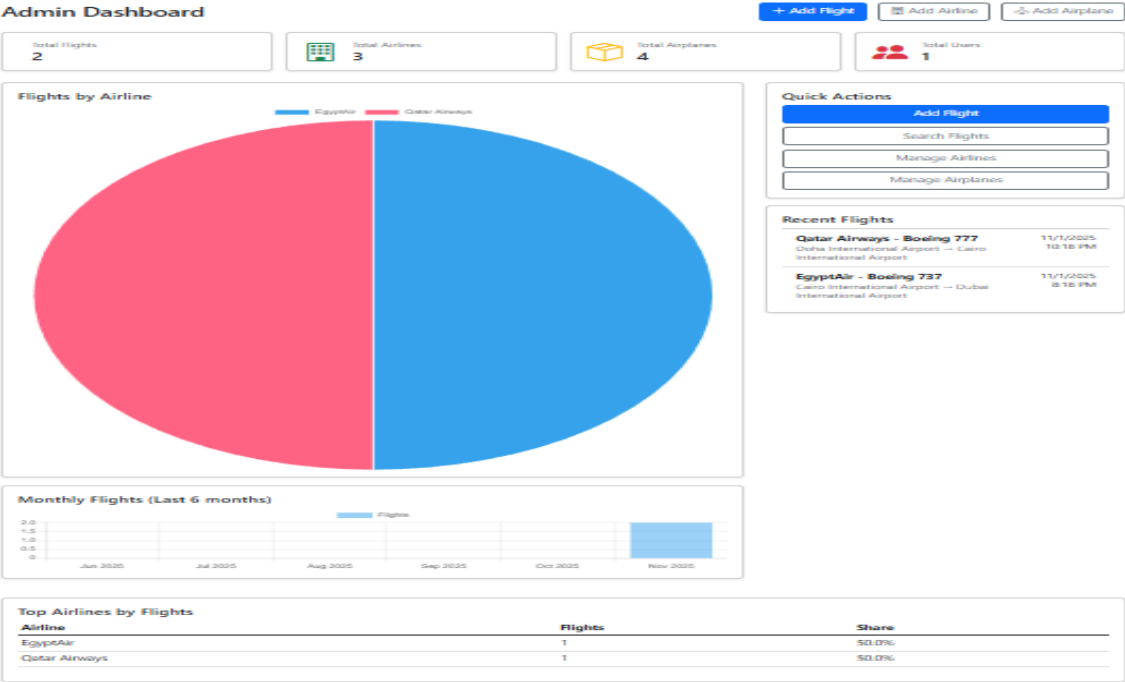 Admin Dashboard
+ Add Flight
Add Airline
Add Airplane
Total Flights
2
Total Airlines
3
Total Airplanes
4
Total Users
1
Flights by Airline
EgyptAir
Qatar Airways
Monthly Flights (Last 6 months)
Flights
2.0
1.5
1.0
0.5
0
Jun 2025
Jul 2025
Aug 2025
Sep 2025
Oct 2025
Nov 2025
Quick Actions
Add Flight
Search Flights
Manage Airlines
Manage Airplanes
Recent Flights
Qatar Airways - Boeing 777
Doha International Airport → Cairo
International Airport
11/1/2025
10:16 PM
EgyptAir - Boeing 737
Cairo International Airport → Dubai
International Airport
11/1/2025
8:16 PM
Top Airlines by Flights
Airline Flights Share
EgyptAir 1 50.0%
Qatar Airways 1 50.0%